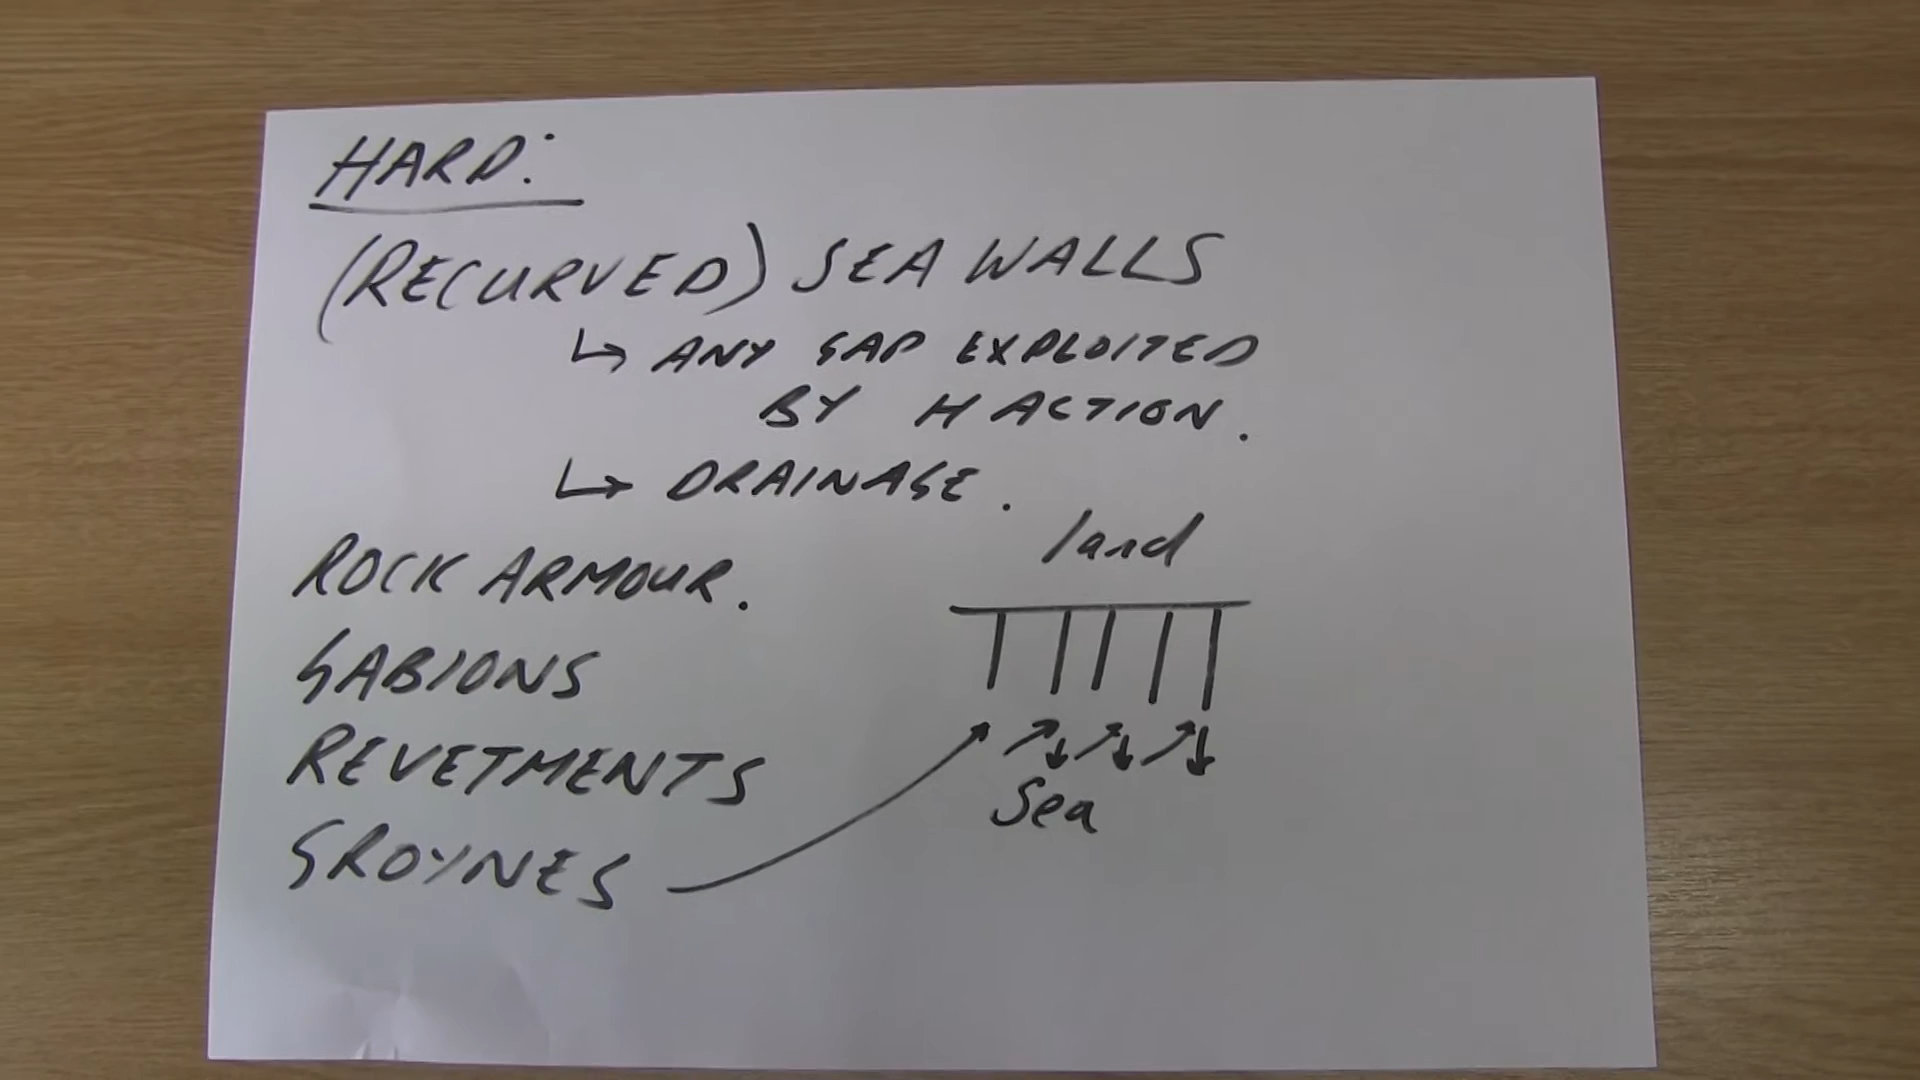 HARD:
(RECURVED) SEA WALLS
↳ ANY GAP EXPLOITED
BY H ACTION.
↳ DRAINAGE.
land
ROCK ARMOUR.
GABIONS
REVETMENTS
Sea
GROYNES